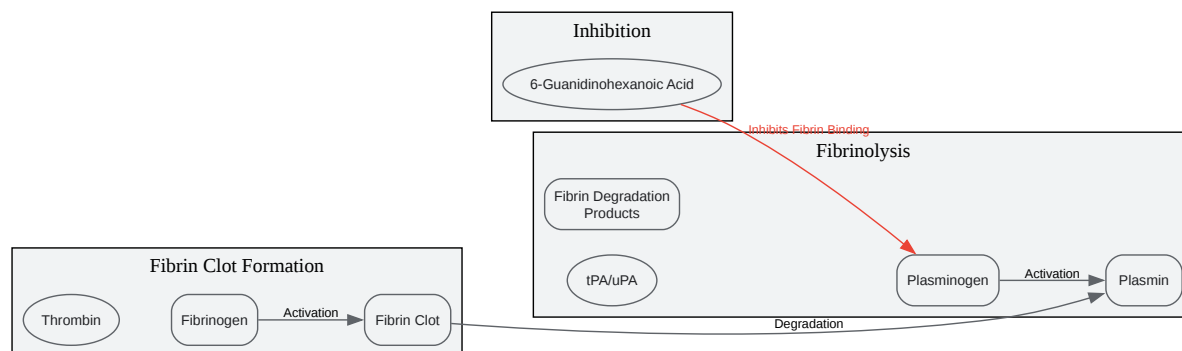 Inhibition
6-Guanidinohexanoic Acid
Inhibits Fibrin Binding
Fibrinolysis
Fibrin Degradation
Products
tPA/uPA
Plasminogen
Activation
Plasmin
Fibrin Clot Formation
Thrombin
Fibrinogen
Activation
Fibrin Clot
Degradation